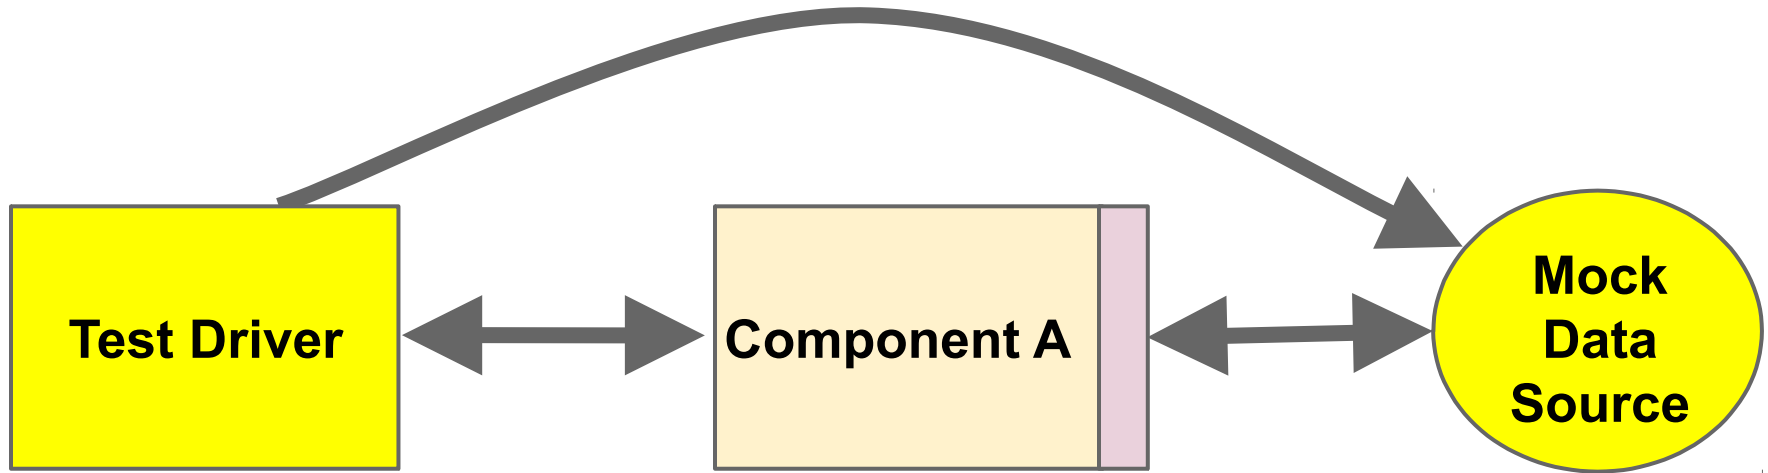 Test Driver
Component A
Mock
Data
Source